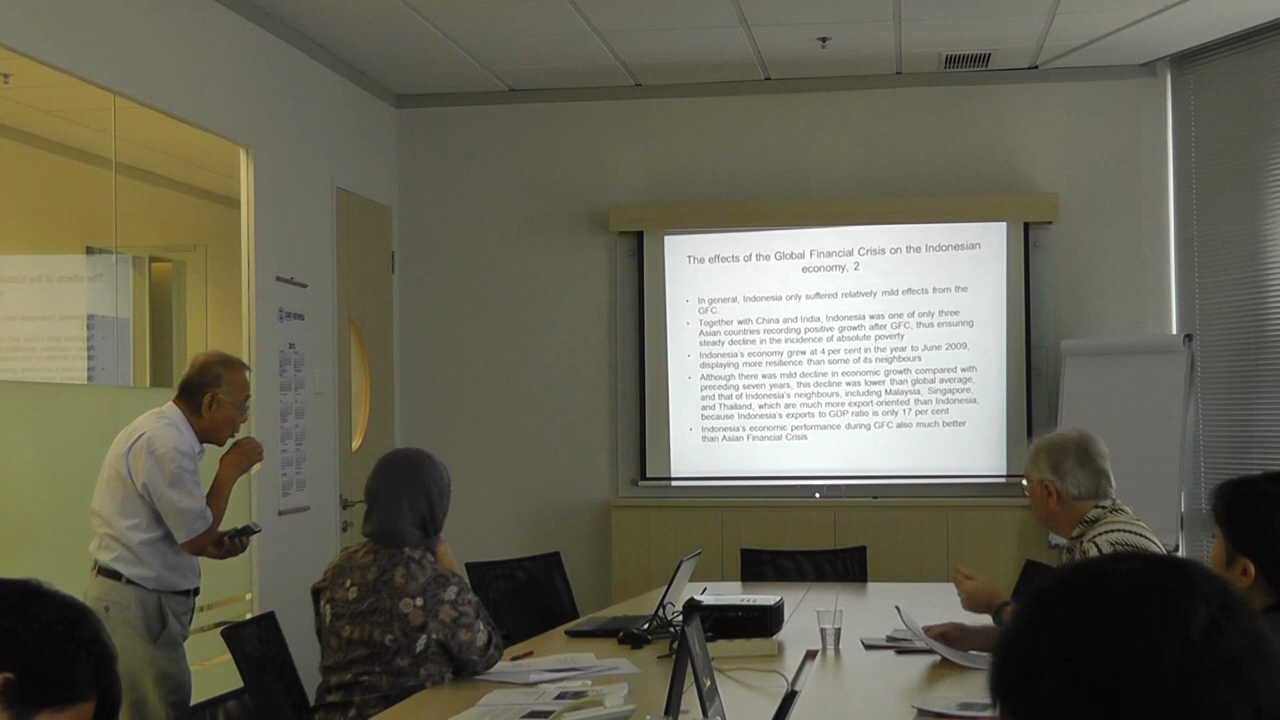 The effects of the Global Financial Crisis on the Indonesian
economy, 2
• In general, Indonesia only suffered relatively mild effects from the
GFC.
• Together with China and India, Indonesia was one of only three
Asian countries recording positive growth after GFC, thus ensuring
steady decline in the incidence of absolute poverty
• Indonesia's economy grew at 4 per cent in the year to June 2009,
displaying more resilience than some of its neighbours
• Although there was mild decline in economic growth compared with
preceding seven years, this decline was lower than global average,
and that of Indonesia's neighbours, including Malaysia, Singapore,
and Thailand, which are much more export-oriented than Indonesia,
because Indonesia's exports to GDP ratio is only 17 per cent
• Indonesia's economic performance during GFC also much better
than Asian Financial Crisis